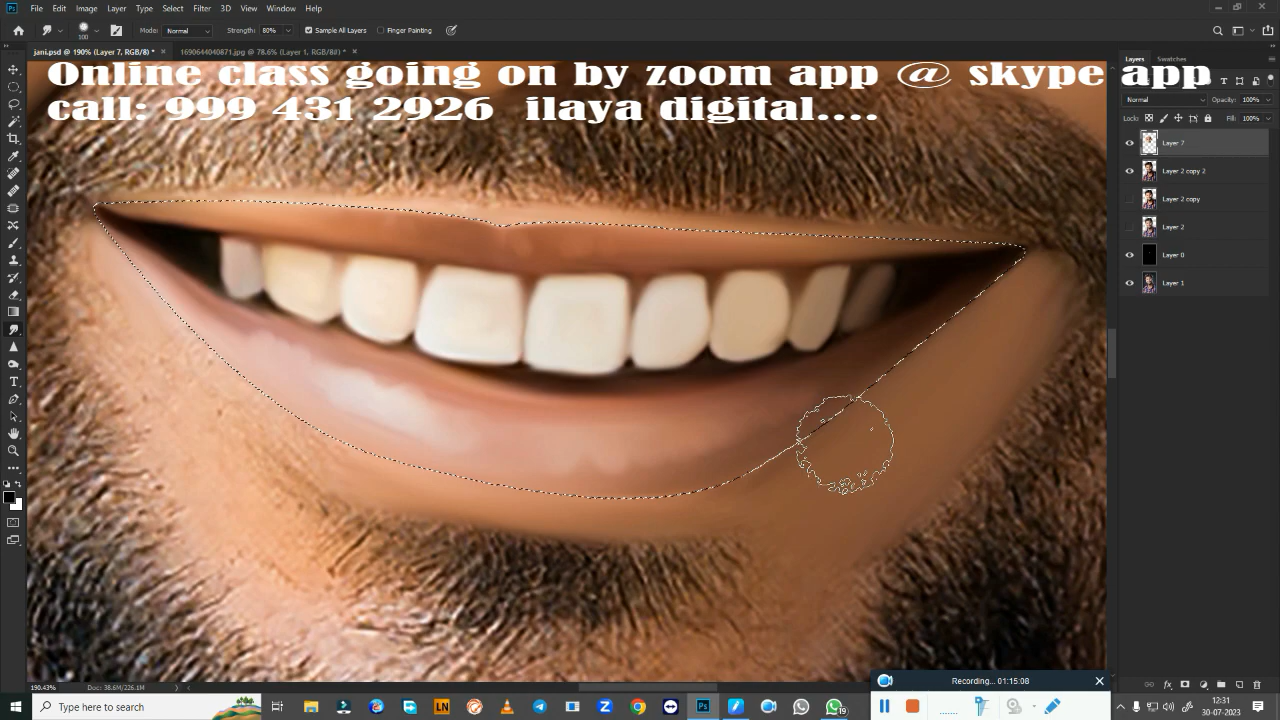 File Edit Image Layer Type Select Filter 3D View Window Help
100 Mode: Normal Strength: 80% Sample All Layers Finger Painting
jani.psd @ 190% (Layer 7, RGB/8) * × 1690644040871.jpg @ 78.6% (Layer 1, RGB/8#) * ×
Online class going on by zoom app @ skype app
call: 999 431 2926 ilaya digital....
Layers Swatches
Normal Opacity: 100%
Lock: Fill: 100%
Layer 7
Layer 2 copy 2
Layer 2 copy
Layer 2
Layer 0
Layer 1
190.43% Doc: 38.6M/226.1M
Recording... 01:15:08
Type here to search
LN
19
12:31
30-07-2023